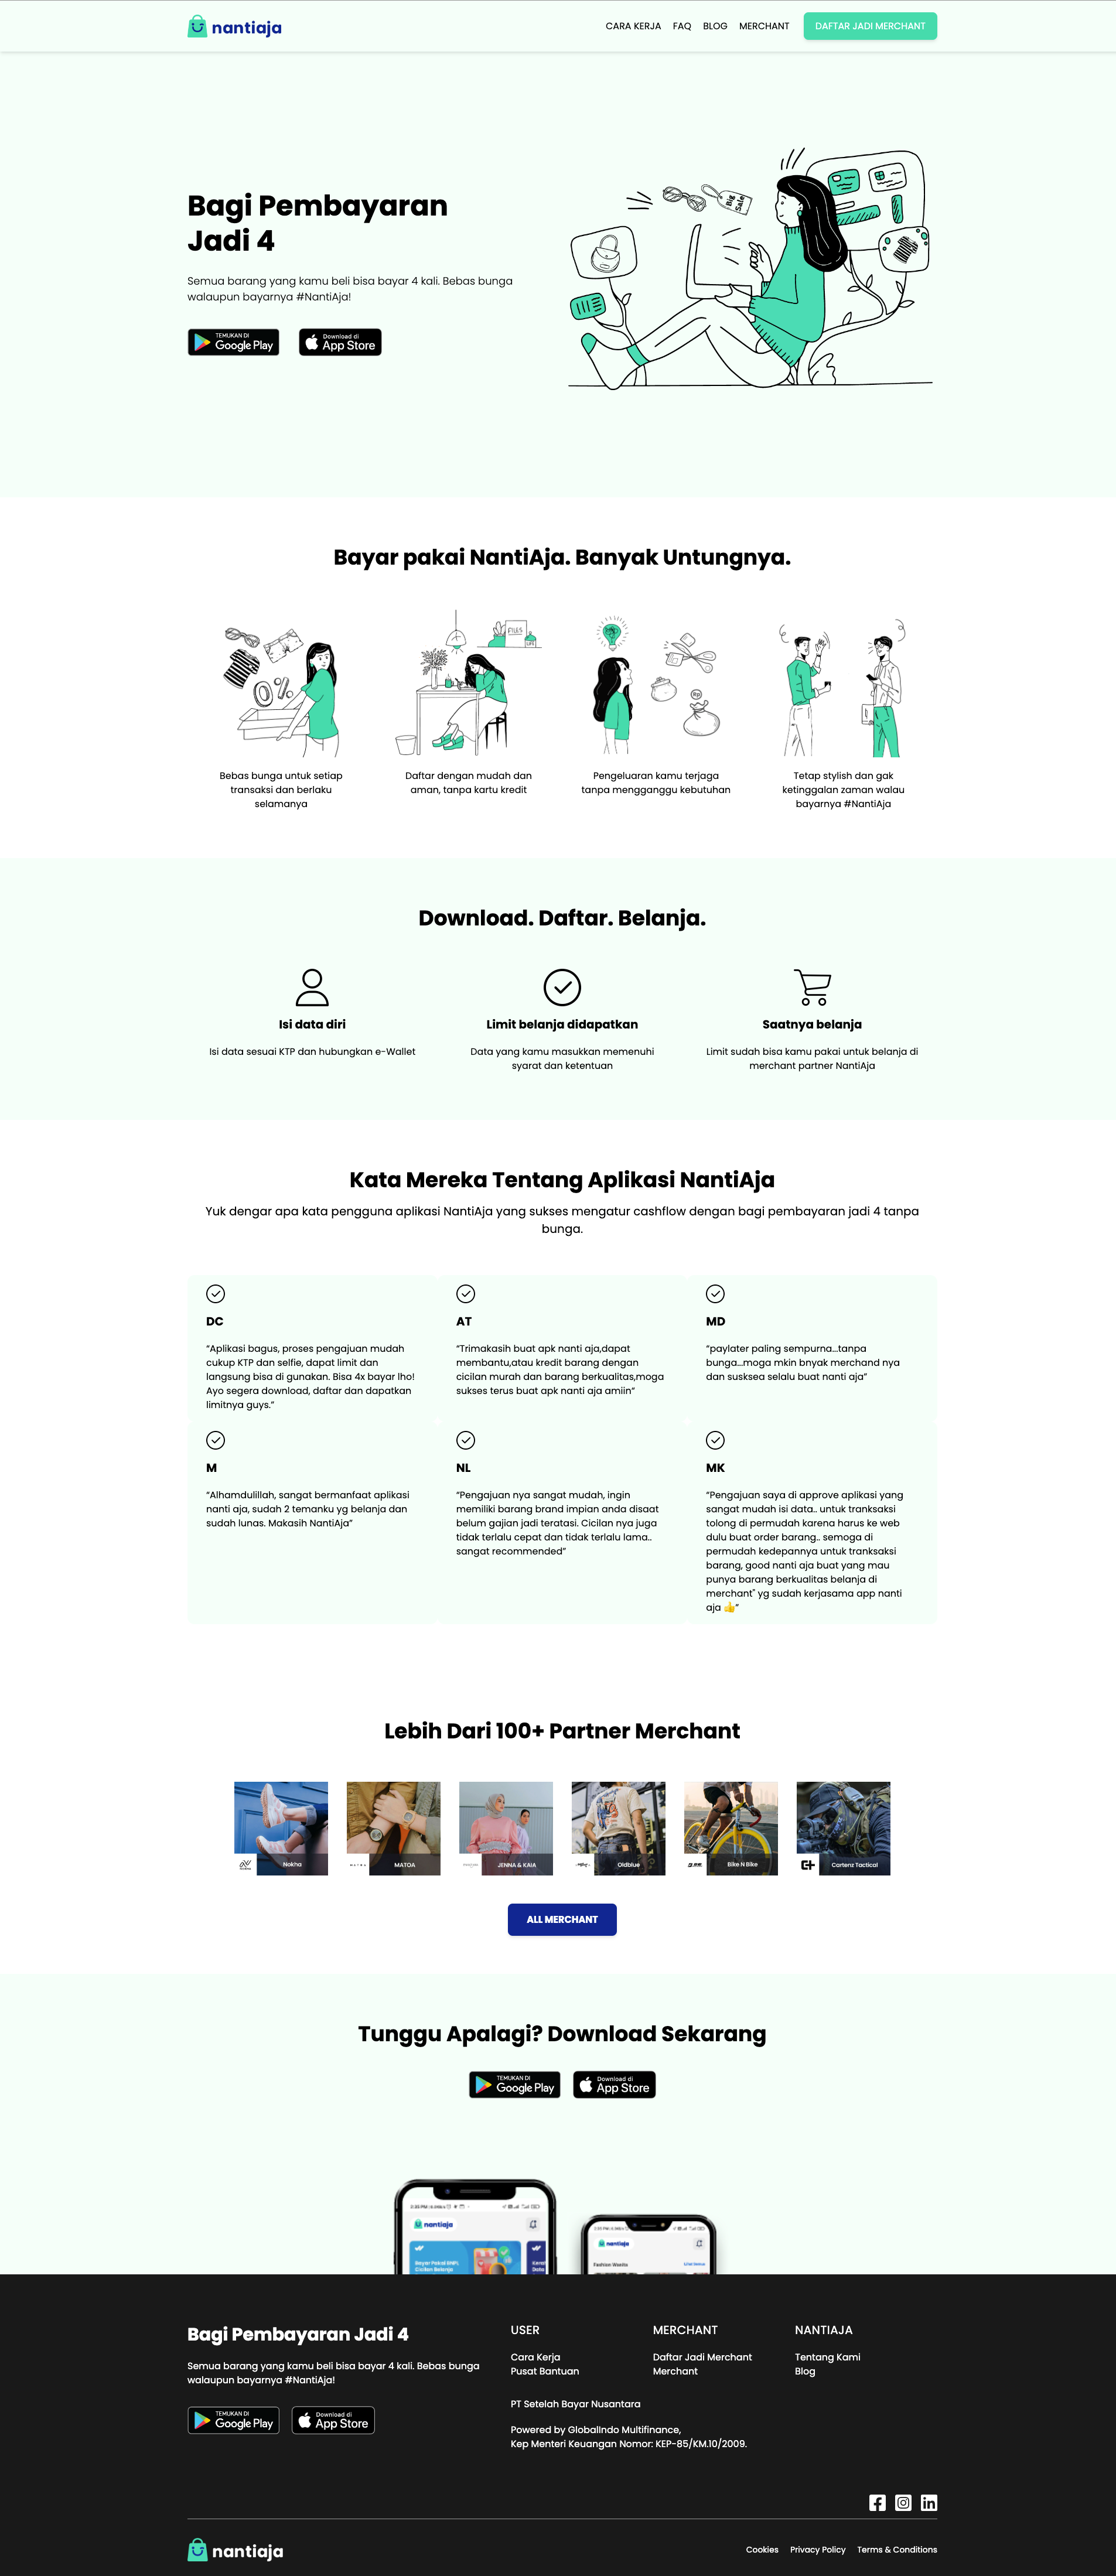 nantiaja
CARA KERJA
FAQ
BLOG
MERCHANT
DAFTAR JADI MERCHANT
Bagi Pembayaran
Jadi 4
Semua barang yang kamu beli bisa bayar 4 kali. Bebas bunga
walaupun bayarnya #NantiAja!
TEMUKAN DI
Google Play
Download di
App Store
Big
Sale
Bayar pakai NantiAja. Banyak Untungnya.
0%
FILES
Rp
Bebas bunga untuk setiap
transaksi dan berlaku
selamanya
Daftar dengan mudah dan
aman, tanpa kartu kredit
Pengeluaran kamu terjaga
tanpa mengganggu kebutuhan
Tetap stylish dan gak
ketinggalan zaman walau
bayarnya #NantiAja
Download. Daftar. Belanja.
Isi data diri
Isi data sesuai KTP dan hubungkan e-Wallet
Limit belanja didapatkan
Data yang kamu masukkan memenuhi
syarat dan ketentuan
Saatnya belanja
Limit sudah bisa kamu pakai untuk belanja di
merchant partner NantiAja
Kata Mereka Tentang Aplikasi NantiAja
Yuk dengar apa kata pengguna aplikasi NantiAja yang sukses mengatur cashflow dengan bagi pembayaran jadi 4 tanpa
bunga.
DC
“Aplikasi bagus, proses pengajuan mudah
cukup KTP dan selfie, dapat limit dan
langsung bisa di gunakan. Bisa 4x bayar lho!
Ayo segera download, daftar dan dapatkan
limitnya guys.”
AT
“Trimakasih buat apk nanti aja,dapat
membantu,atau kredit barang dengan
cicilan murah dan barang berkualitas,moga
sukses terus buat apk nanti aja amiin”
MD
“paylater paling sempurna...tanpa
bunga...moga mkin bnyak merchand nya
dan susksea selalu buat nanti aja”
M
“Alhamdulillah, sangat bermanfaat aplikasi
nanti aja, sudah 2 temanku yg belanja dan
sudah lunas. Makasih NantiAja”
NL
“Pengajuan nya sangat mudah, ingin
memiliki barang brand impian anda disaat
belum gajian jadi teratasi. Cicilan nya juga
tidak terlalu cepat dan tidak terlalu lama..
sangat recommended”
MK
“Pengajuan saya di approve aplikasi yang
sangat mudah isi data.. untuk tranksaksi
tolong di permudah karena harus ke web
dulu buat order barang.. semoga di
permudah kedepannya untuk tranksaksi
barang, good nanti aja buat yang mau
punya barang berkualitas belanja di
merchant" yg sudah kerjasama app nanti
aja 👍”
Lebih Dari 100+ Partner Merchant
Nokha
MATOA
JENNA & KAIA
Oldblue
Bike N Bike
Cartenz Tactical
ALL MERCHANT
Tunggu Apalagi? Download Sekarang
TEMUKAN DI
Google Play
Download di
App Store
nantiaja
Bayar Pakai BNPL
Cicilan Belanja
nantiaja
Fashion Wanita
Lihat Semua
Bagi Pembayaran Jadi 4
Semua barang yang kamu beli bisa bayar 4 kali. Bebas bunga
walaupun bayarnya #NantiAja!
TEMUKAN DI
Google Play
Download di
App Store
USER
Cara Kerja
Pusat Bantuan
MERCHANT
Daftar Jadi Merchant
Merchant
NANTIAJA
Tentang Kami
Blog
PT Setelah Bayar Nusantara
Powered by GlobalIndo Multifinance,
Kep Menteri Keuangan Nomor: KEP-85/KM.10/2009.
nantiaja
Cookies
Privacy Policy
Terms & Conditions